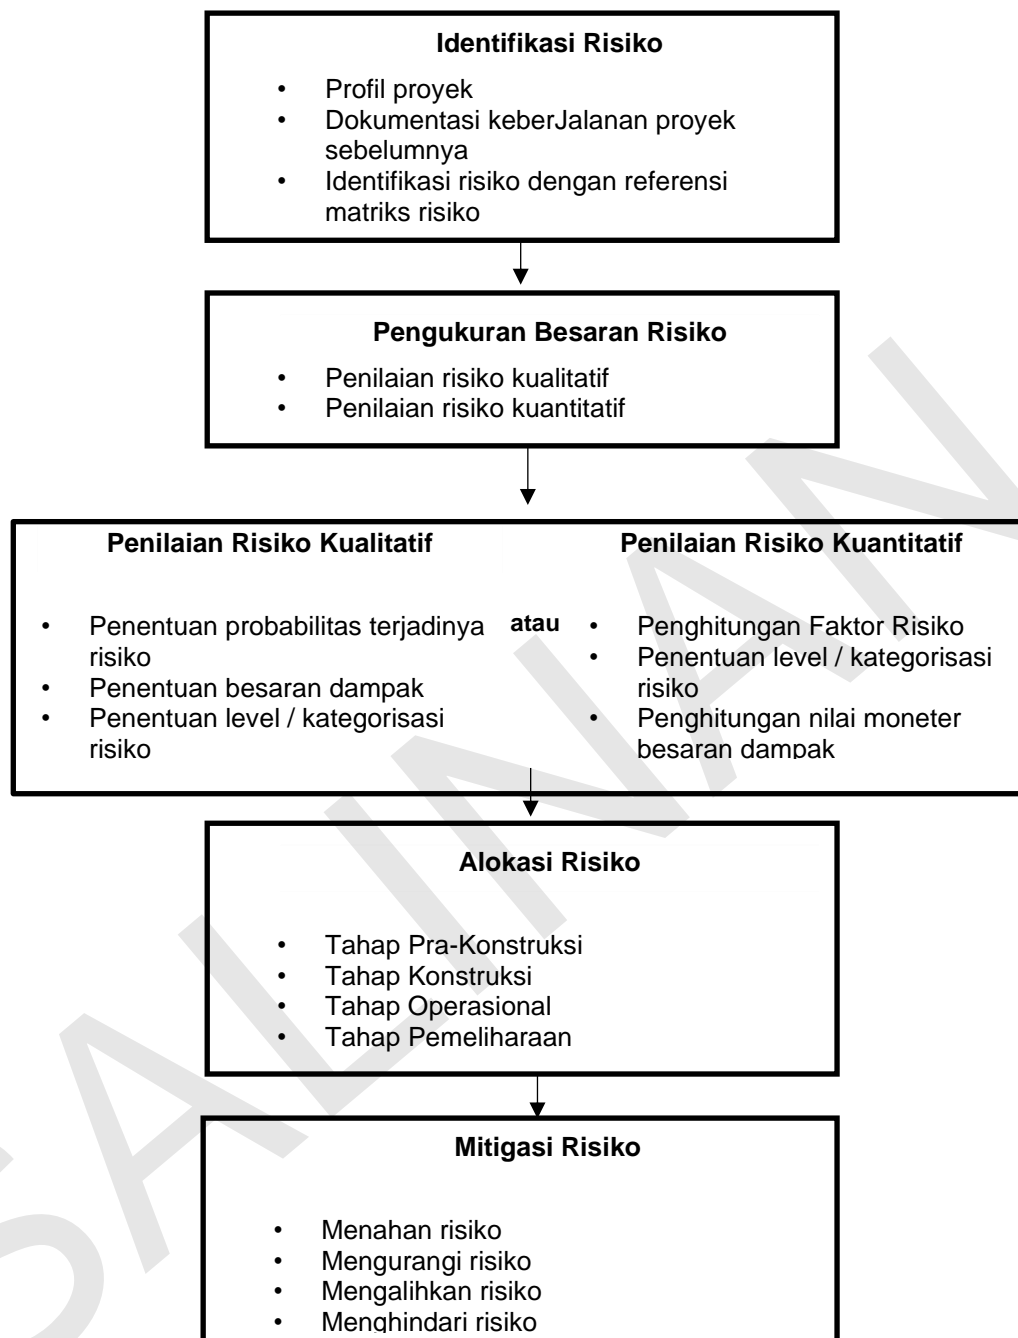 Identifikasi Risiko
• Profil proyek
• Dokumentasi keberJalanan proyek
sebelumnya
• Identifikasi risiko dengan referensi
matriks risiko
Pengukuran Besaran Risiko
• Penilaian risiko kualitatif
• Penilaian risiko kuantitatif
Penilaian Risiko Kualitatif
• Penentuan probabilitas terjadinya
risiko
• Penentuan besaran dampak
• Penentuan level / kategorisasi
risiko
atau
Penilaian Risiko Kuantitatif
• Penghitungan Faktor Risiko
• Penentuan level / kategorisasi
risiko
• Penghitungan nilai moneter
besaran dampak
Alokasi Risiko
• Tahap Pra-Konstruksi
• Tahap Konstruksi
• Tahap Operasional
• Tahap Pemeliharaan
Mitigasi Risiko
• Menahan risiko
• Mengurangi risiko
• Mengalihkan risiko
• Menghindari risiko
SALINAN